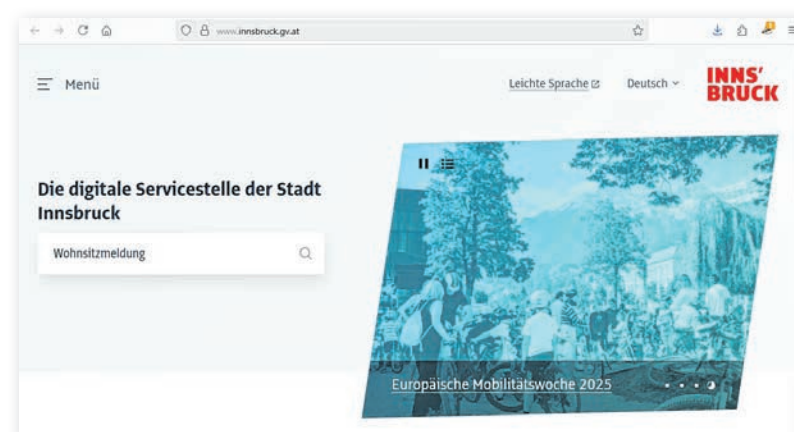 www.innsbruck.gv.at
Menü
Leichte Sprache
Deutsch
INNS'
BRUCK
Die digitale Servicestelle der Stadt
Innsbruck
Wohnsitzmeldung
Europäische Mobilitätswoche 2025